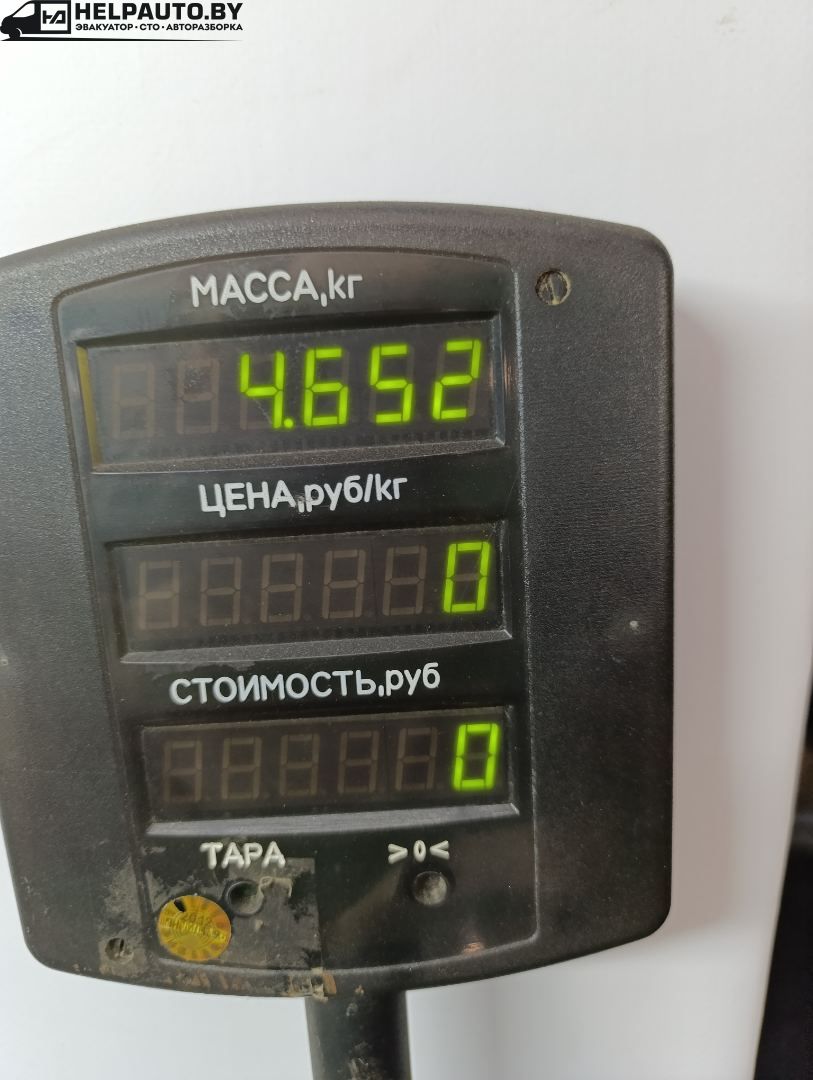 HELPAUTO.BY
ЭВАКУАТОР • СТО • АВТОРАЗБОРКА
МАССА,кг
4.652
ЦЕНА,руб/кг
0
СТОИМОСТЬ,руб
0
ТАРА >0<